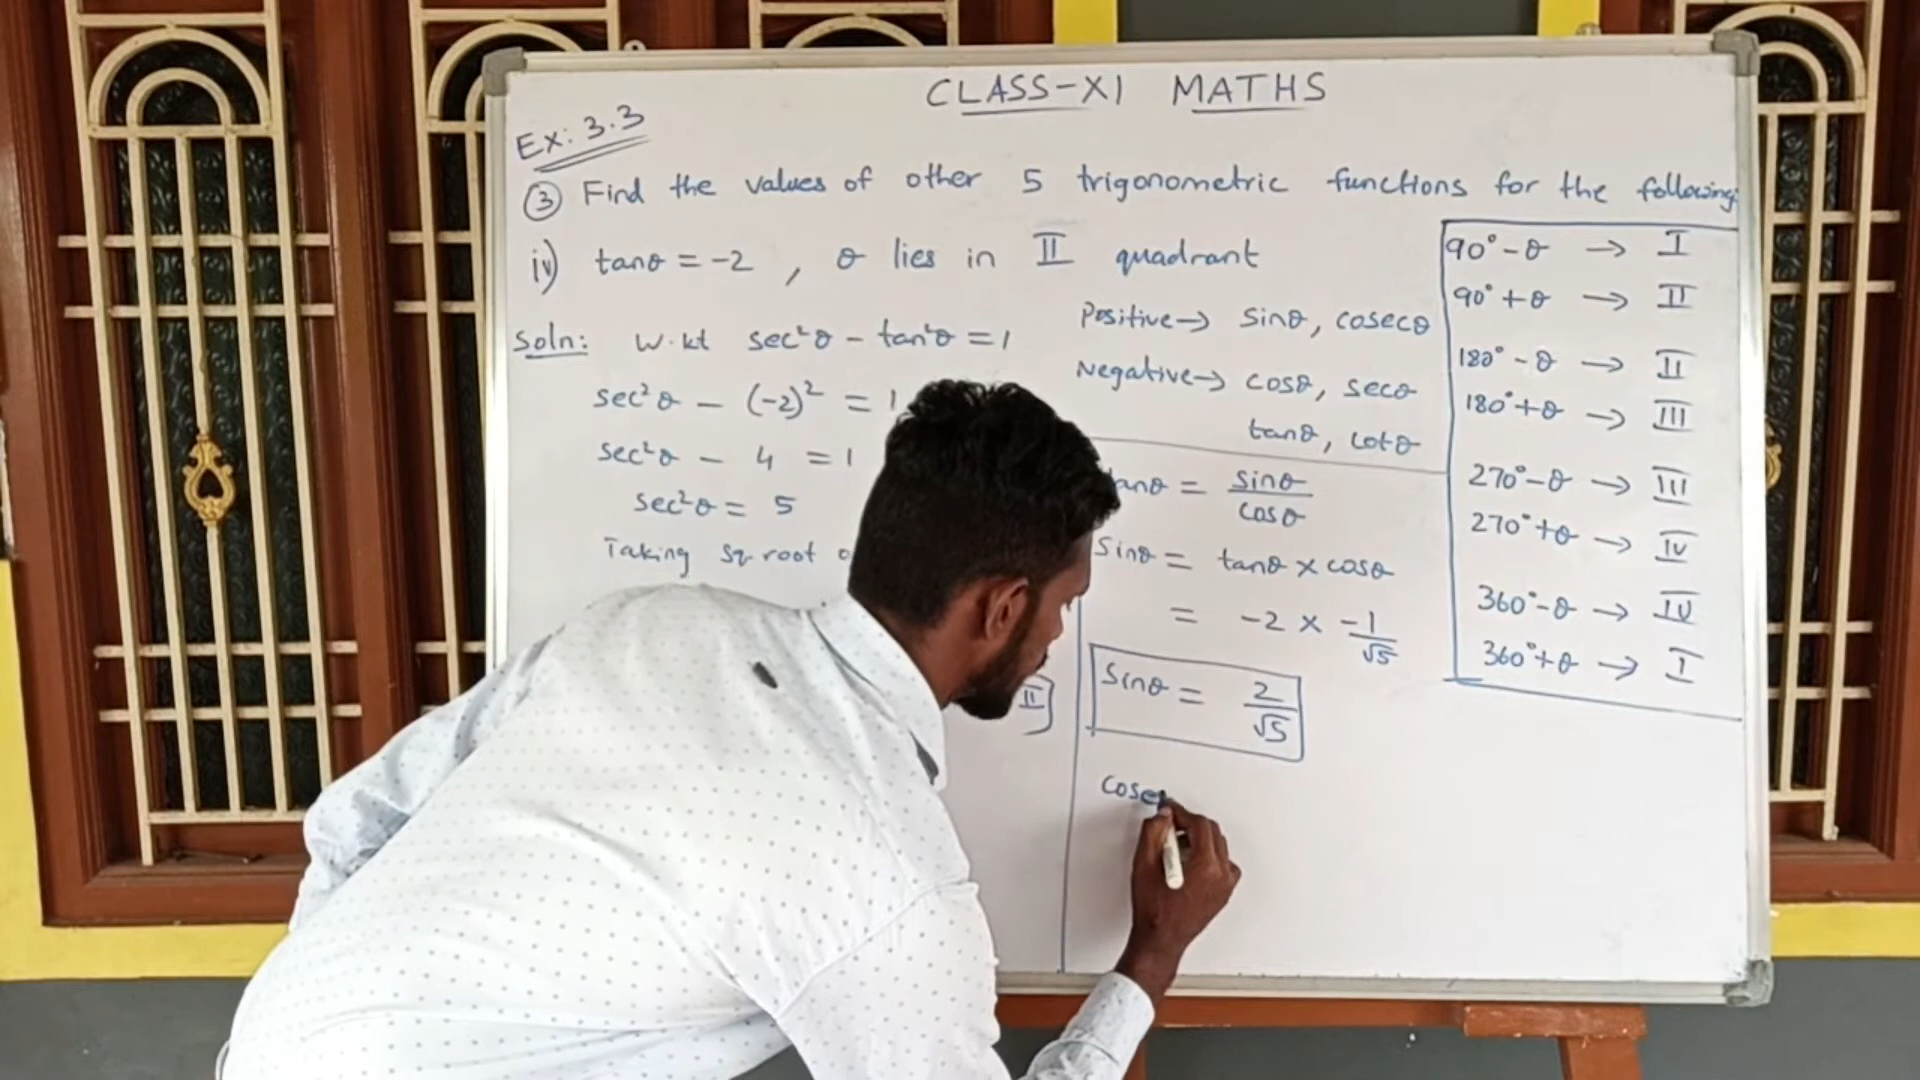 CLASS-XI MATHS
Ex: 3.3
③ Find the values of other 5 trigonometric functions for the following:
iv) tanθ = -2 , θ lies in II quadrant
Soln: W.kt sec²θ - tan²θ = 1
sec²θ - (-2)² = 1
sec²θ - 4 = 1
sec²θ = 5
Taking sq root
II]
Positive → sinθ, cosecθ
Negative → cosθ, secθ
tanθ, cotθ
tanθ = sinθ/cosθ
sinθ = tanθ × cosθ
= -2 × -1/√5
sinθ = 2/√5
cose
90° - θ → I
90° + θ → II
180° - θ → II
180° + θ → III
270° - θ → III
270° + θ → IV
360° - θ → IV
360° + θ → I